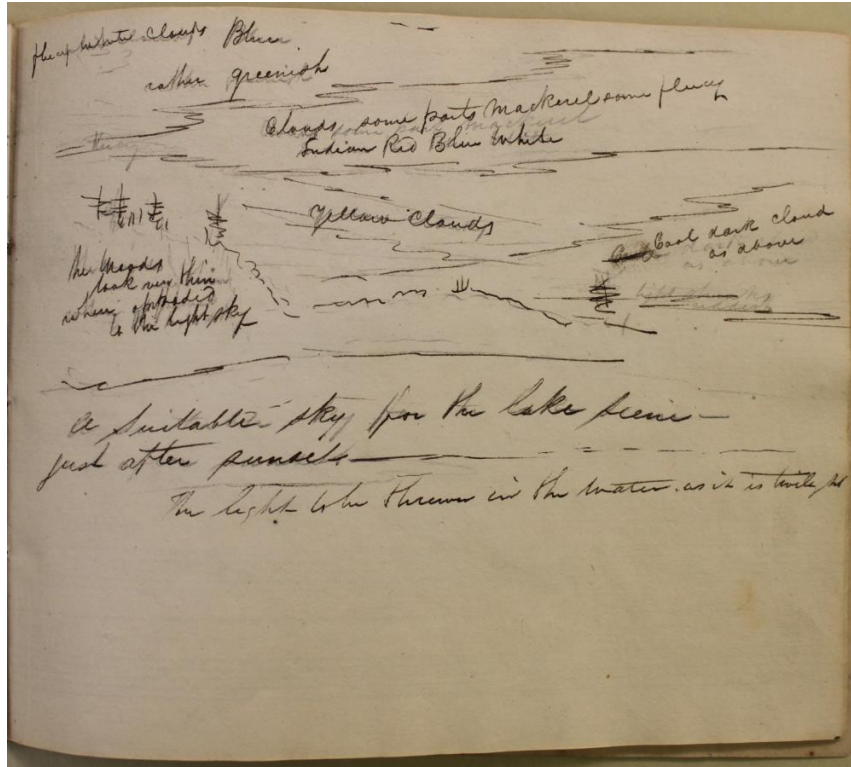 fleecy white clouds Blue
rather greenish
Clouds some parts Mackerel some fleecy
Indian Red Blue White
Yellow Clouds
Cool dark cloud
as above
The Woods
look very thin
where opposed
to the light sky
A suitable sky for the lake scene —
just after sunset
The light to be thrown in the water as it is twilight